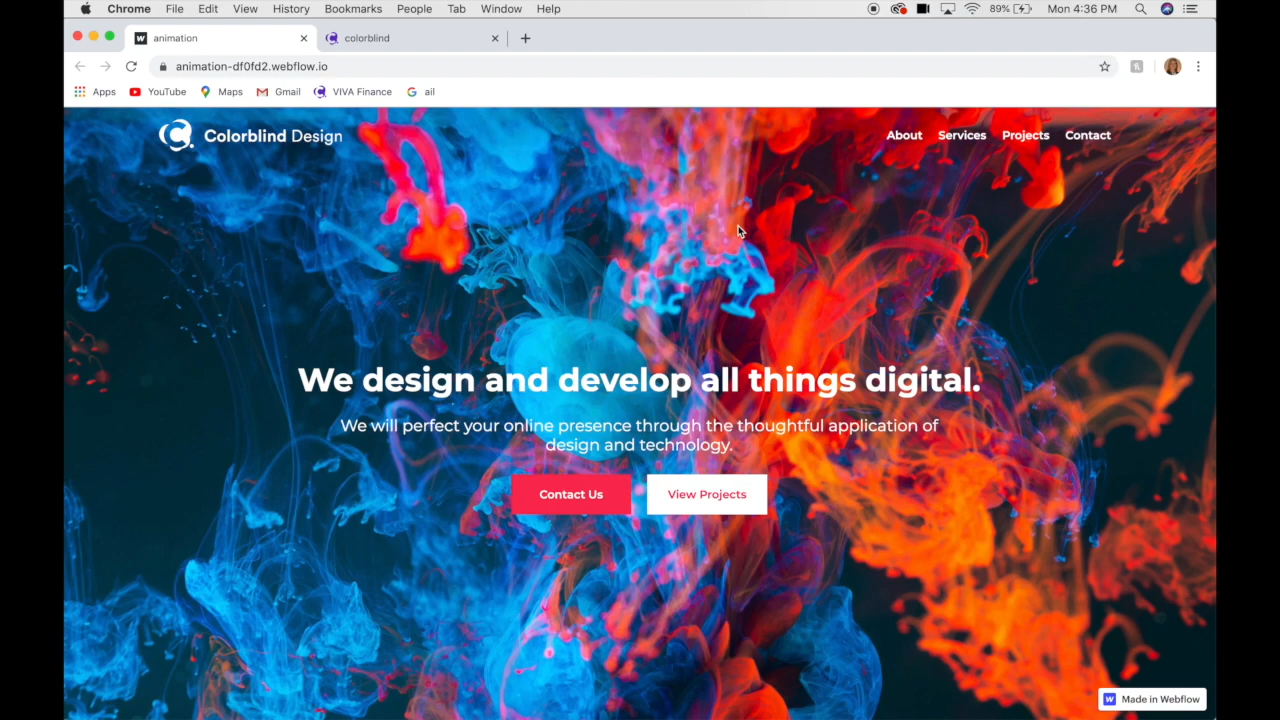 Chrome File Edit View History Bookmarks People Tab Window Help 89% Mon 4:36 PM
animation colorblind
animation-df0fd2.webflow.io
Apps YouTube Maps Gmail VIVA Finance ail
Colorblind Design About Services Projects Contact
We design and develop all things digital.
We will perfect your online presence through the thoughtful application of
design and technology.
Contact Us View Projects
Made in Webflow